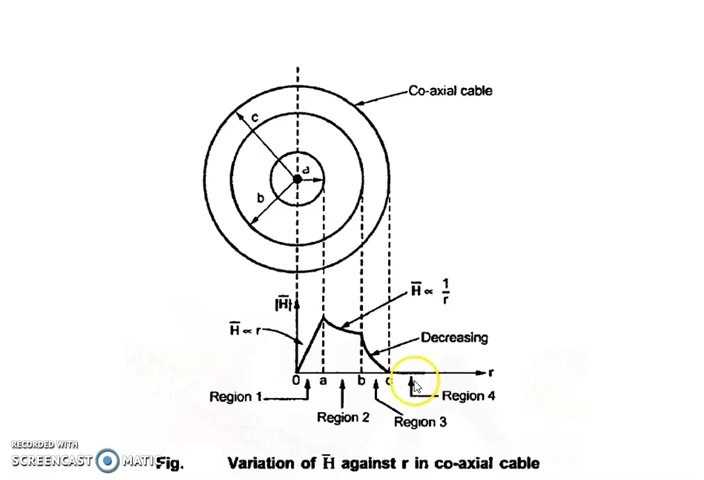 Co-axial cable
c
a
b
|H̅|
H̅ ∝ 1/r
H̅ ∝ r
Decreasing
0 a b c r
Region 1
Region 2
Region 3
Region 4
RECORDED WITH
SCREENCAST MATIC
Fig. Variation of H̅ against r in co-axial cable